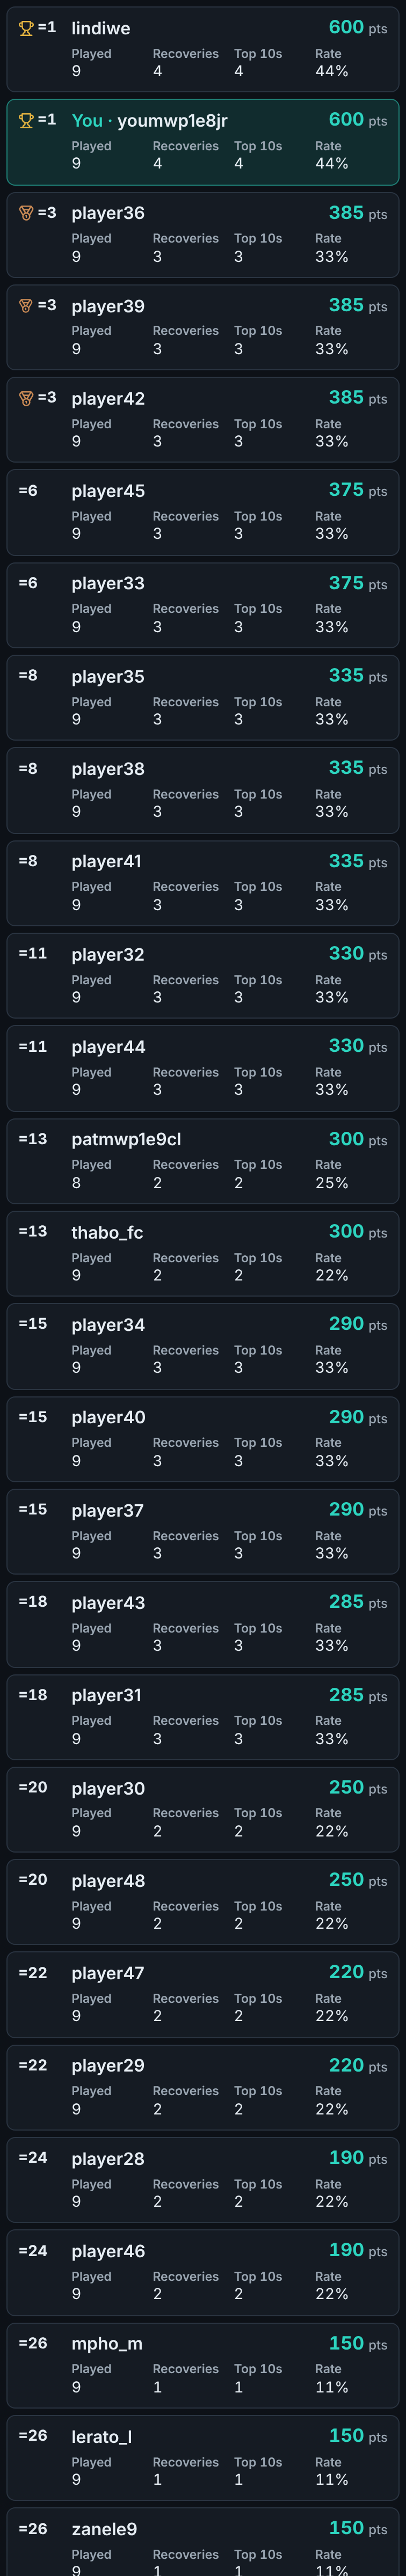 =1 lindiwe 600 pts
Played Recoveries Top 10s Rate
9 4 4 44%
=1 You · youmwp1e8jr 600 pts
Played Recoveries Top 10s Rate
9 4 4 44%
=3 player36 385 pts
Played Recoveries Top 10s Rate
9 3 3 33%
=3 player39 385 pts
Played Recoveries Top 10s Rate
9 3 3 33%
=3 player42 385 pts
Played Recoveries Top 10s Rate
9 3 3 33%
=6 player45 375 pts
Played Recoveries Top 10s Rate
9 3 3 33%
=6 player33 375 pts
Played Recoveries Top 10s Rate
9 3 3 33%
=8 player35 335 pts
Played Recoveries Top 10s Rate
9 3 3 33%
=8 player38 335 pts
Played Recoveries Top 10s Rate
9 3 3 33%
=8 player41 335 pts
Played Recoveries Top 10s Rate
9 3 3 33%
=11 player32 330 pts
Played Recoveries Top 10s Rate
9 3 3 33%
=11 player44 330 pts
Played Recoveries Top 10s Rate
9 3 3 33%
=13 patmwp1e9cl 300 pts
Played Recoveries Top 10s Rate
8 2 2 25%
=13 thabo_fc 300 pts
Played Recoveries Top 10s Rate
9 2 2 22%
=15 player34 290 pts
Played Recoveries Top 10s Rate
9 3 3 33%
=15 player40 290 pts
Played Recoveries Top 10s Rate
9 3 3 33%
=15 player37 290 pts
Played Recoveries Top 10s Rate
9 3 3 33%
=18 player43 285 pts
Played Recoveries Top 10s Rate
9 3 3 33%
=18 player31 285 pts
Played Recoveries Top 10s Rate
9 3 3 33%
=20 player30 250 pts
Played Recoveries Top 10s Rate
9 2 2 22%
=20 player48 250 pts
Played Recoveries Top 10s Rate
9 2 2 22%
=22 player47 220 pts
Played Recoveries Top 10s Rate
9 2 2 22%
=22 player29 220 pts
Played Recoveries Top 10s Rate
9 2 2 22%
=24 player28 190 pts
Played Recoveries Top 10s Rate
9 2 2 22%
=24 player46 190 pts
Played Recoveries Top 10s Rate
9 2 2 22%
=26 mpho_m 150 pts
Played Recoveries Top 10s Rate
9 1 1 11%
=26 lerato_l 150 pts
Played Recoveries Top 10s Rate
9 1 1 11%
=26 zanele9 150 pts
Played Recoveries Top 10s Rate
9 1 1 11%